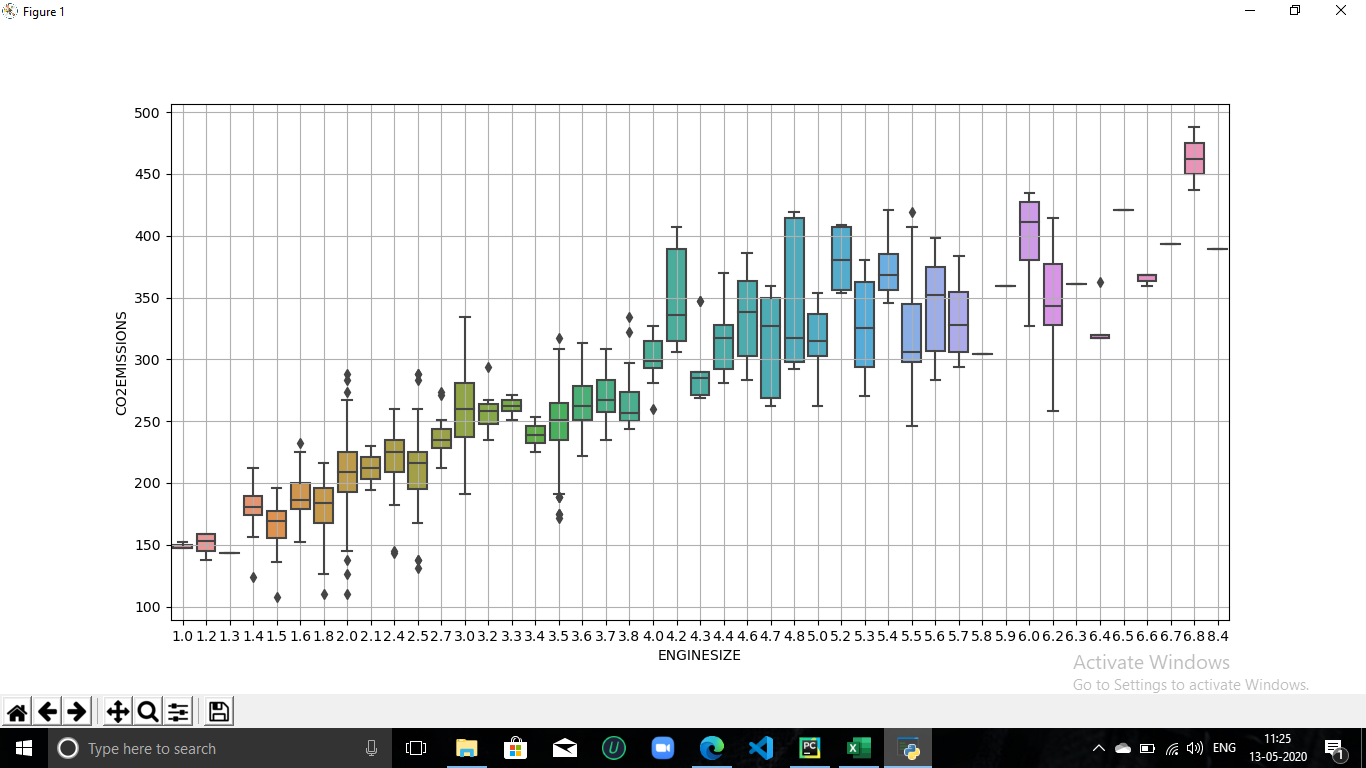 Figure 1
500
450
400
350
300
250
200
150
100
CO2EMISSIONS
1.0 1.2 1.3 1.4 1.5 1.6 1.8 2.0 2.1 2.4 2.5 2.7 3.0 3.2 3.3 3.4 3.5 3.6 3.7 3.8 4.0 4.2 4.3 4.4 4.6 4.7 4.8 5.0 5.2 5.3 5.4 5.5 5.6 5.7 5.8 5.9 6.0 6.2 6.3 6.4 6.5 6.6 6.7 6.8 8.4
ENGINESIZE
Activate Windows
Go to Settings to activate Windows.
Type here to search
U
PC
X
ENG
11:25
13-05-2020
1